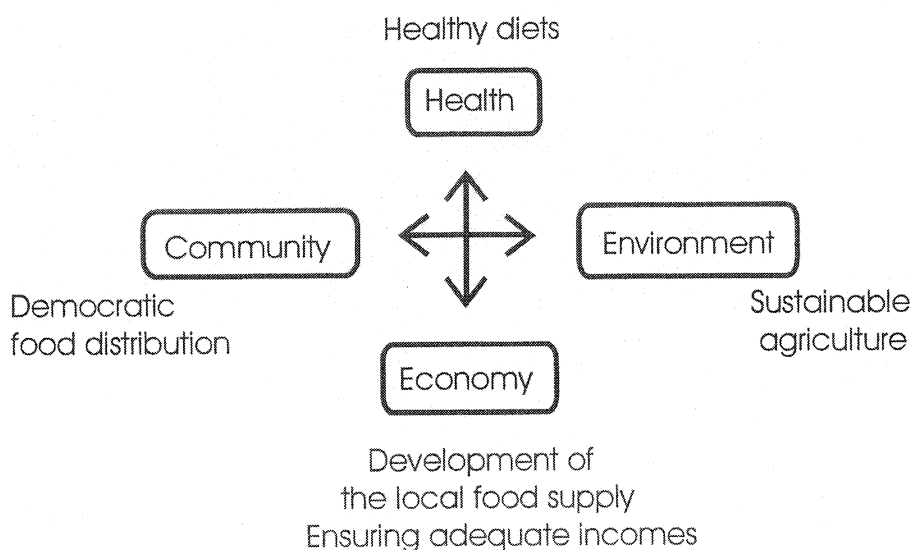 Healthy diets
Health
Community
Environment
Democratic
food distribution
Sustainable
agriculture
Economy
Development of
the local food supply
Ensuring adequate incomes